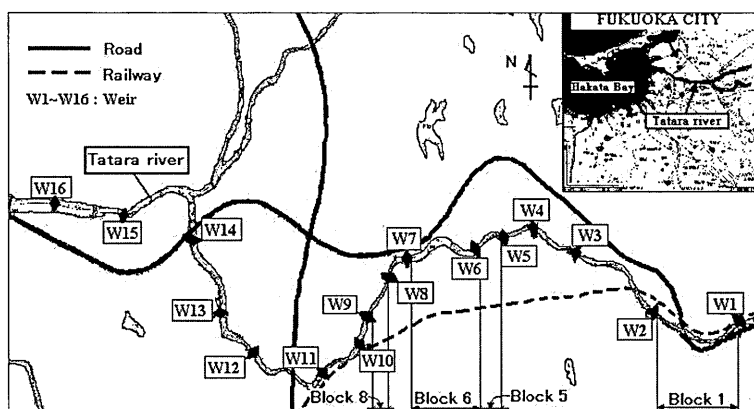 Road
Railway
W1~W16 : Weir
N
FUKUOKA CITY
Hakata Bay
Tatara river
Tatara river
W16
W15
W14
W13
W12
W11
W10
W9
W8
W7
W6
W5
W4
W3
W2
W1
Block 8
Block 6
Block 5
Block 1